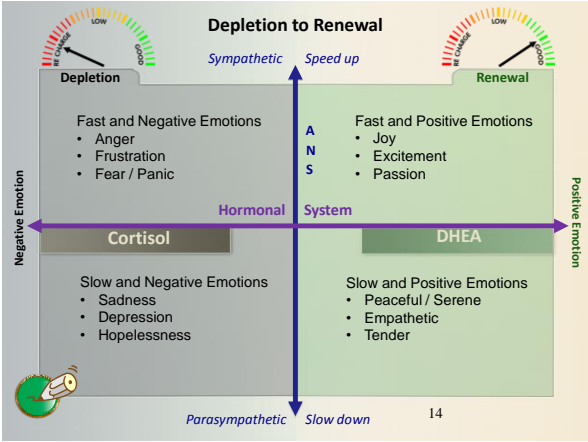 Depletion to Renewal
RE CHARGE LOW GOOD
RE CHARGE LOW GOOD
Sympathetic Speed up
Depletion
Renewal
Fast and Negative Emotions
• Anger
• Frustration
• Fear / Panic
A
N
S
Fast and Positive Emotions
• Joy
• Excitement
• Passion
Negative Emotion
Positive Emotion
Hormonal System
Cortisol
DHEA
Slow and Negative Emotions
• Sadness
• Depression
• Hopelessness
Slow and Positive Emotions
• Peaceful / Serene
• Empathetic
• Tender
Parasympathetic Slow down
14